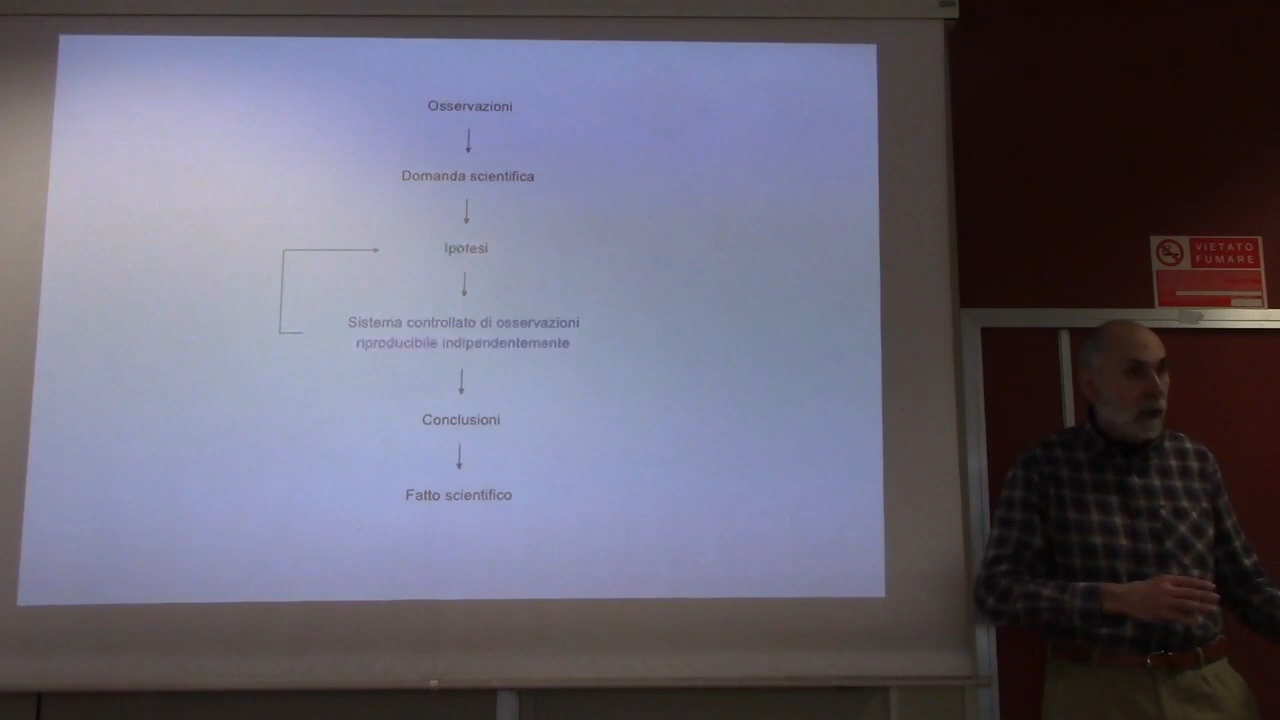 Osservazioni
Domanda scientifica
Ipotesi
Sistema controllato di osservazioni
riproducibile indipendentemente
Conclusioni
Fatto scientifico
VIETATO
FUMARE